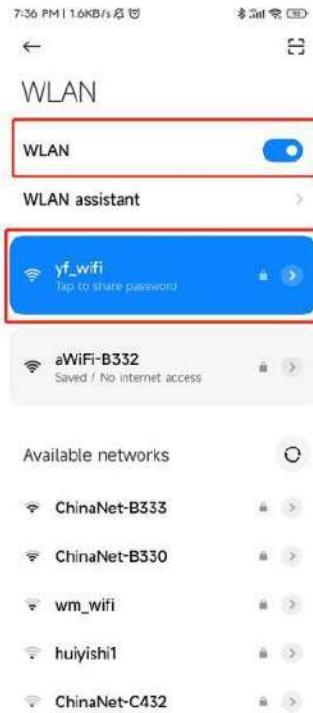 7:36 PM | 1.6KB/s
WLAN
WLAN
WLAN assistant
yf_wifi
Tap to share password
aWiFi-B332
Saved / No internet access
Available networks
ChinaNet-B333
ChinaNet-B330
wm_wifi
huiyishi1
ChinaNet-C432